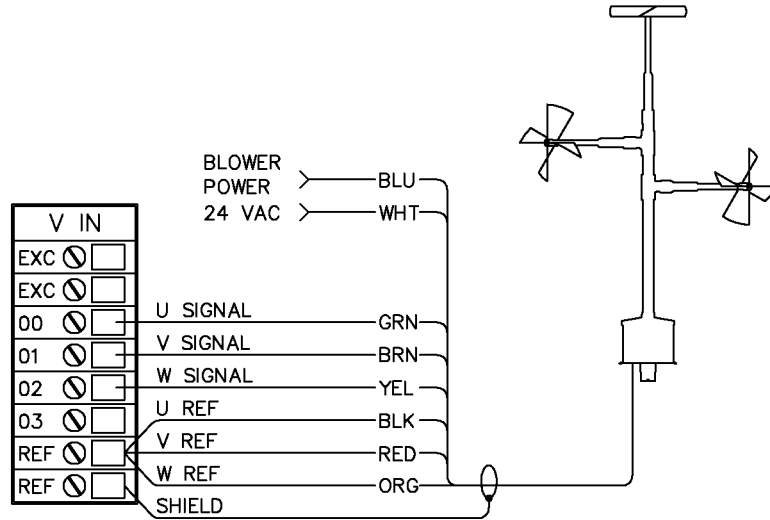 BLOWER
POWER
24 VAC
BLU
WHT
V IN
EXC
EXC
00 U SIGNAL GRN
01 V SIGNAL BRN
02 W SIGNAL YEL
03 U REF BLK
REF V REF RED
REF W REF ORG
SHIELD